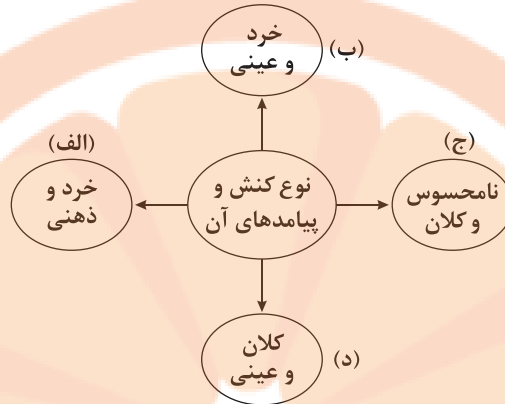 خرد
و عینی
(ب)
(الف)
خرد و
ذهنی
نوع کنش و
پیامدهای آن
(ج)
نامحسوس
و کلان
کلان
و عینی
(د)